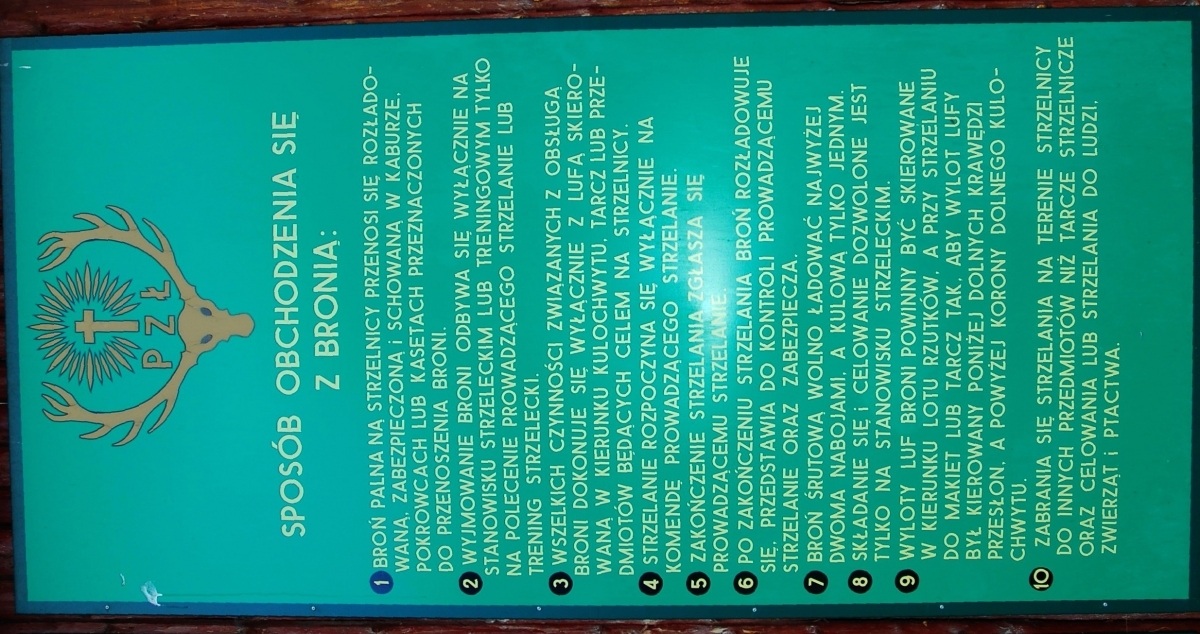 PZŁ
SPOSÓB OBCHODZENIA SIĘ
Z BRONIĄ:
1 BROŃ PALNA NA STRZELNICY PRZENOSI SIĘ ROZŁADO-
WANA, ZABEZPIECZONA i SCHOWANA W KABURZE,
POKROWCACH LUB KASETACH PRZEZNACZONYCH
DO PRZENOSZENIA BRONI.
2 WYJMOWANIE BRONI ODBYWA SIĘ WYŁACZNIE NA
STANOWISKU STRZELECKIM LUB TRENINGOWYM TYLKO
NA POLECENIE PROWADZACEGO STRZELANIE LUB
TRENING STRZELECKI.
3 WSZELKICH CZYNNOŚCI ZWIĄZANYCH Z OBSŁUGĄ
BRONI DOKONUJE SIĘ WYŁĄCZNIE Z LUFĄ SKIERO-
WANĄ W KIERUNKU KULOCHWYTU, TARCZ LUB PRZE-
DMIOTÓW BĘDĄCYCH CELEM NA STRZELNICY.
4 STRZELANIE ROZPOCZYNA SIĘ WYŁĄCZNIE NA
KOMENDĘ PROWADZĄCEGO STRZELANIE.
5 ZAKOŃCZENIE STRZELANIA ZGŁASZA SIĘ
PROWADZĄCEMU STRZELANIE.
6 PO ZAKOŃCZENIU STRZELANIA BROŃ ROZŁADOWUJE
SIĘ, PRZEDSTAWIA DO KONTROLI PROWADZĄCEMU
STRZELANIE ORAZ ZABEZPIECZA.
7 BROŃ ŚRUTOWA WOLNO ŁADOWAĆ NAJWYŻEJ
DWOMA NABOJAMI, A KULOWĄ TYLKO JEDNYM.
8 SKŁADANIE SIĘ i CELOWANIE DOZWOLONE JEST
TYLKO NA STANOWISKU STRZELECKIM.
9 WYLOTY LUF BRONI POWINNY BYĆ SKIEROWANE
W KIERUNKU LOTU RZUTKÓW, A PRZY STRZELANIU
DO MAKIET LUB TARCZ TAK, ABY WYLOT LUFY
BYŁ KIEROWANY PONIŻEJ DOLNYCH KRAWĘDZI
PRZESŁON, A POWYŻEJ KORONY DOLNEGO KULO-
CHWYTU.
10 ZABRANIA SIĘ STRZELANIA NA TERENIE STRZELNICY
DO INNYCH PRZEDMIOTÓW NIŻ TARCZE STRZELNICZE
ORAZ CELOWANIA LUB STRZELANIA DO LUDZI,
ZWIERZĄT i PTACTWA.